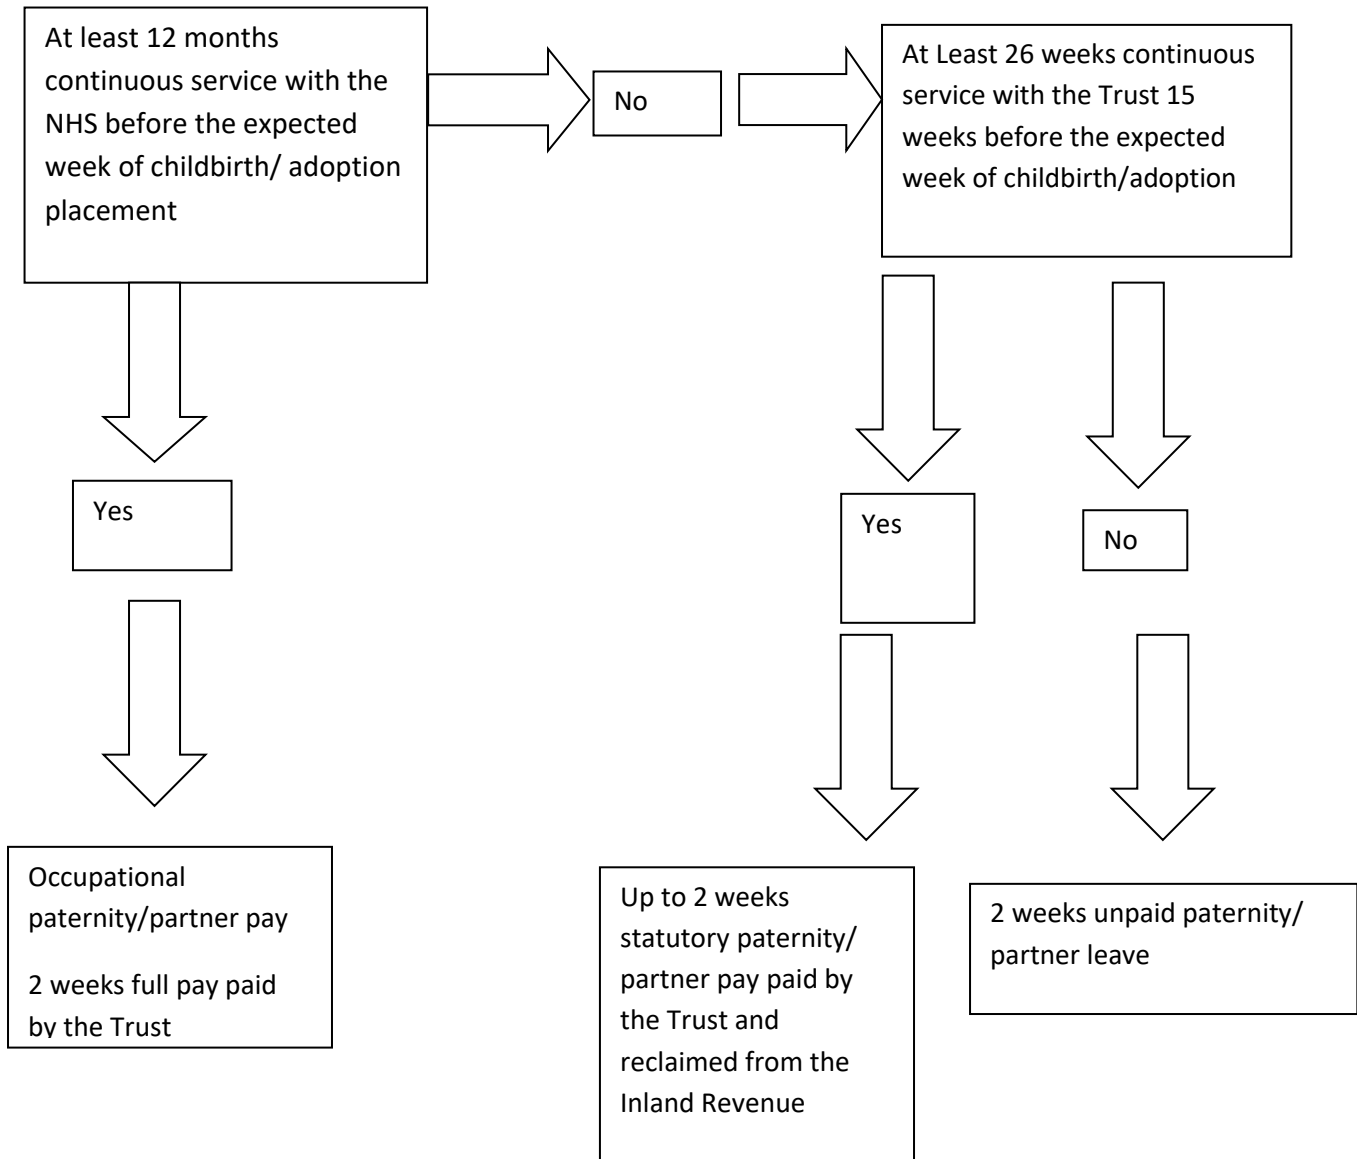 At least 12 months
continuous service with the
NHS before the expected
week of childbirth/ adoption
placement
No
At Least 26 weeks continuous
service with the Trust 15
weeks before the expected
week of childbirth/adoption
Yes
Yes
No
Occupational
paternity/partner pay
2 weeks full pay paid
by the Trust
Up to 2 weeks
statutory paternity/
partner pay paid by
the Trust and
reclaimed from the
Inland Revenue
2 weeks unpaid paternity/
partner leave